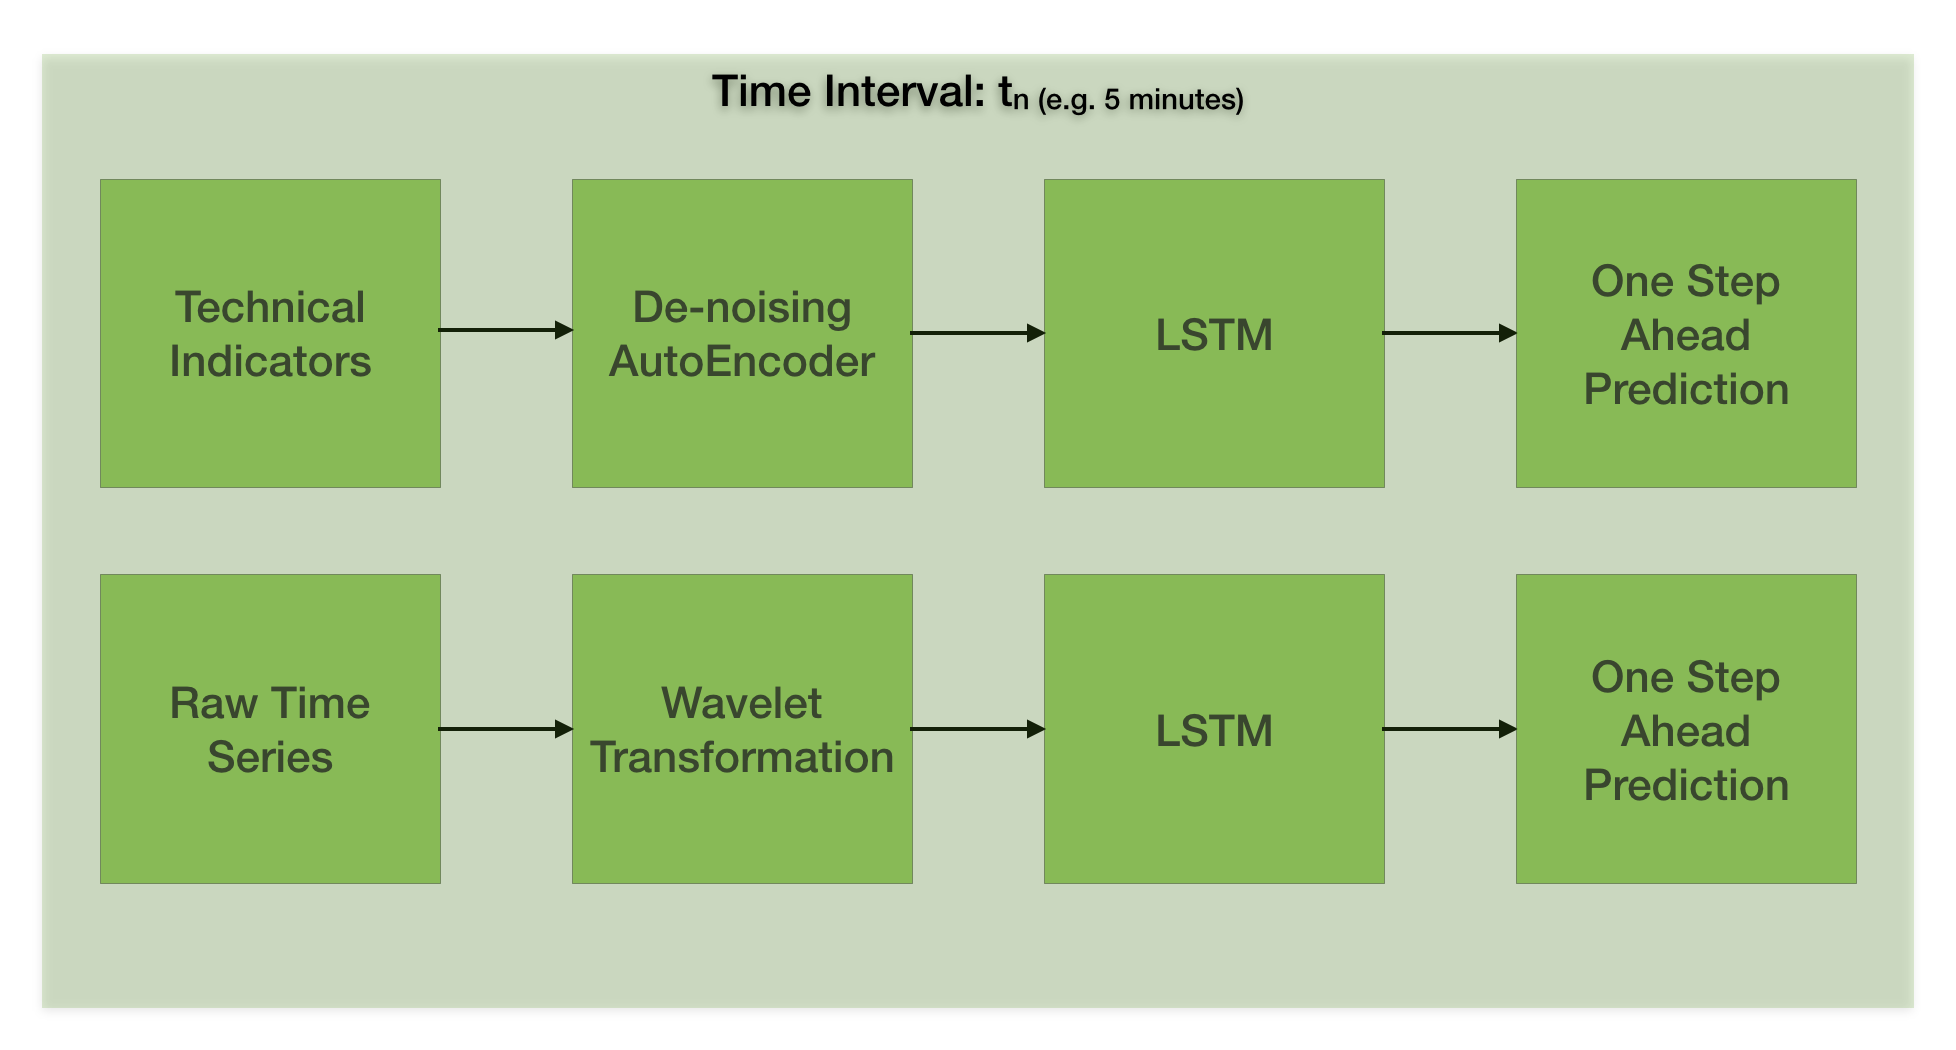 Time Interval: tn (e.g. 5 minutes)
Technical
Indicators
De-noising
AutoEncoder
LSTM
One Step
Ahead
Prediction
Raw Time
Series
Wavelet
Transformation
LSTM
One Step
Ahead
Prediction